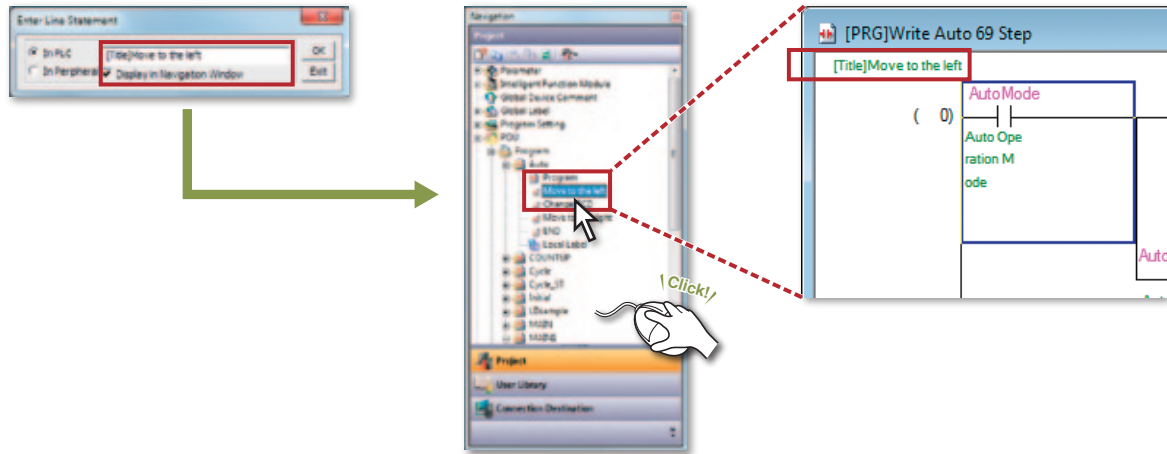 Enter Line Statement
In PLC
[Title]Move to the left
OK
In Peripheral
Display in Navigation Window
Exit
Navigation
Project
Parameter
Intelligent Function Module
Global Device Comment
Global Label
Program Setting
POU
Program
Auto
Program
Move to the left
Change
END
Local Label
COUNTUP
Cycle
Cycle_ST
Initial
MAIN
Project
User Library
Connection Destination
Click!
[PRG]Write Auto 69 Step
[Title]Move to the left
AutoMode
( 0)
Auto Ope
ration M
ode
Auto